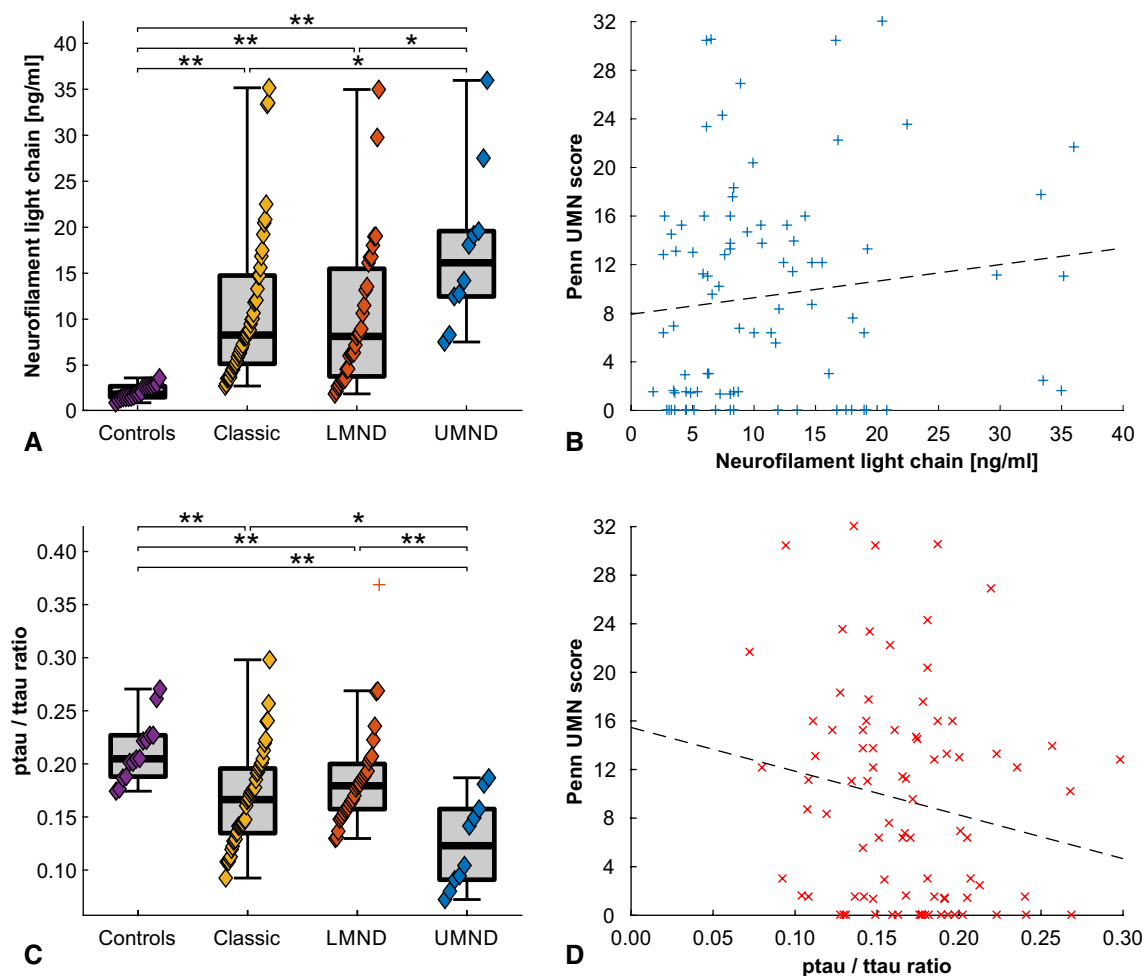 **
** *
** *
Neurofilament light chain [ng/ml]
40
35
30
25
20
15
10
5
0
Controls Classic LMND UMND
A
Penn UMN score
32
28
24
20
16
12
8
4
0
0 5 10 15 20 25 30 35 40
Neurofilament light chain [ng/ml]
B
** *
** **
**
ptau / ttau ratio
0.40
0.35
0.30
0.25
0.20
0.15
0.10
Controls Classic LMND UMND
C
Penn UMN score
32
28
24
20
16
12
8
4
0
0.00 0.05 0.10 0.15 0.20 0.25 0.30
ptau / ttau ratio
D